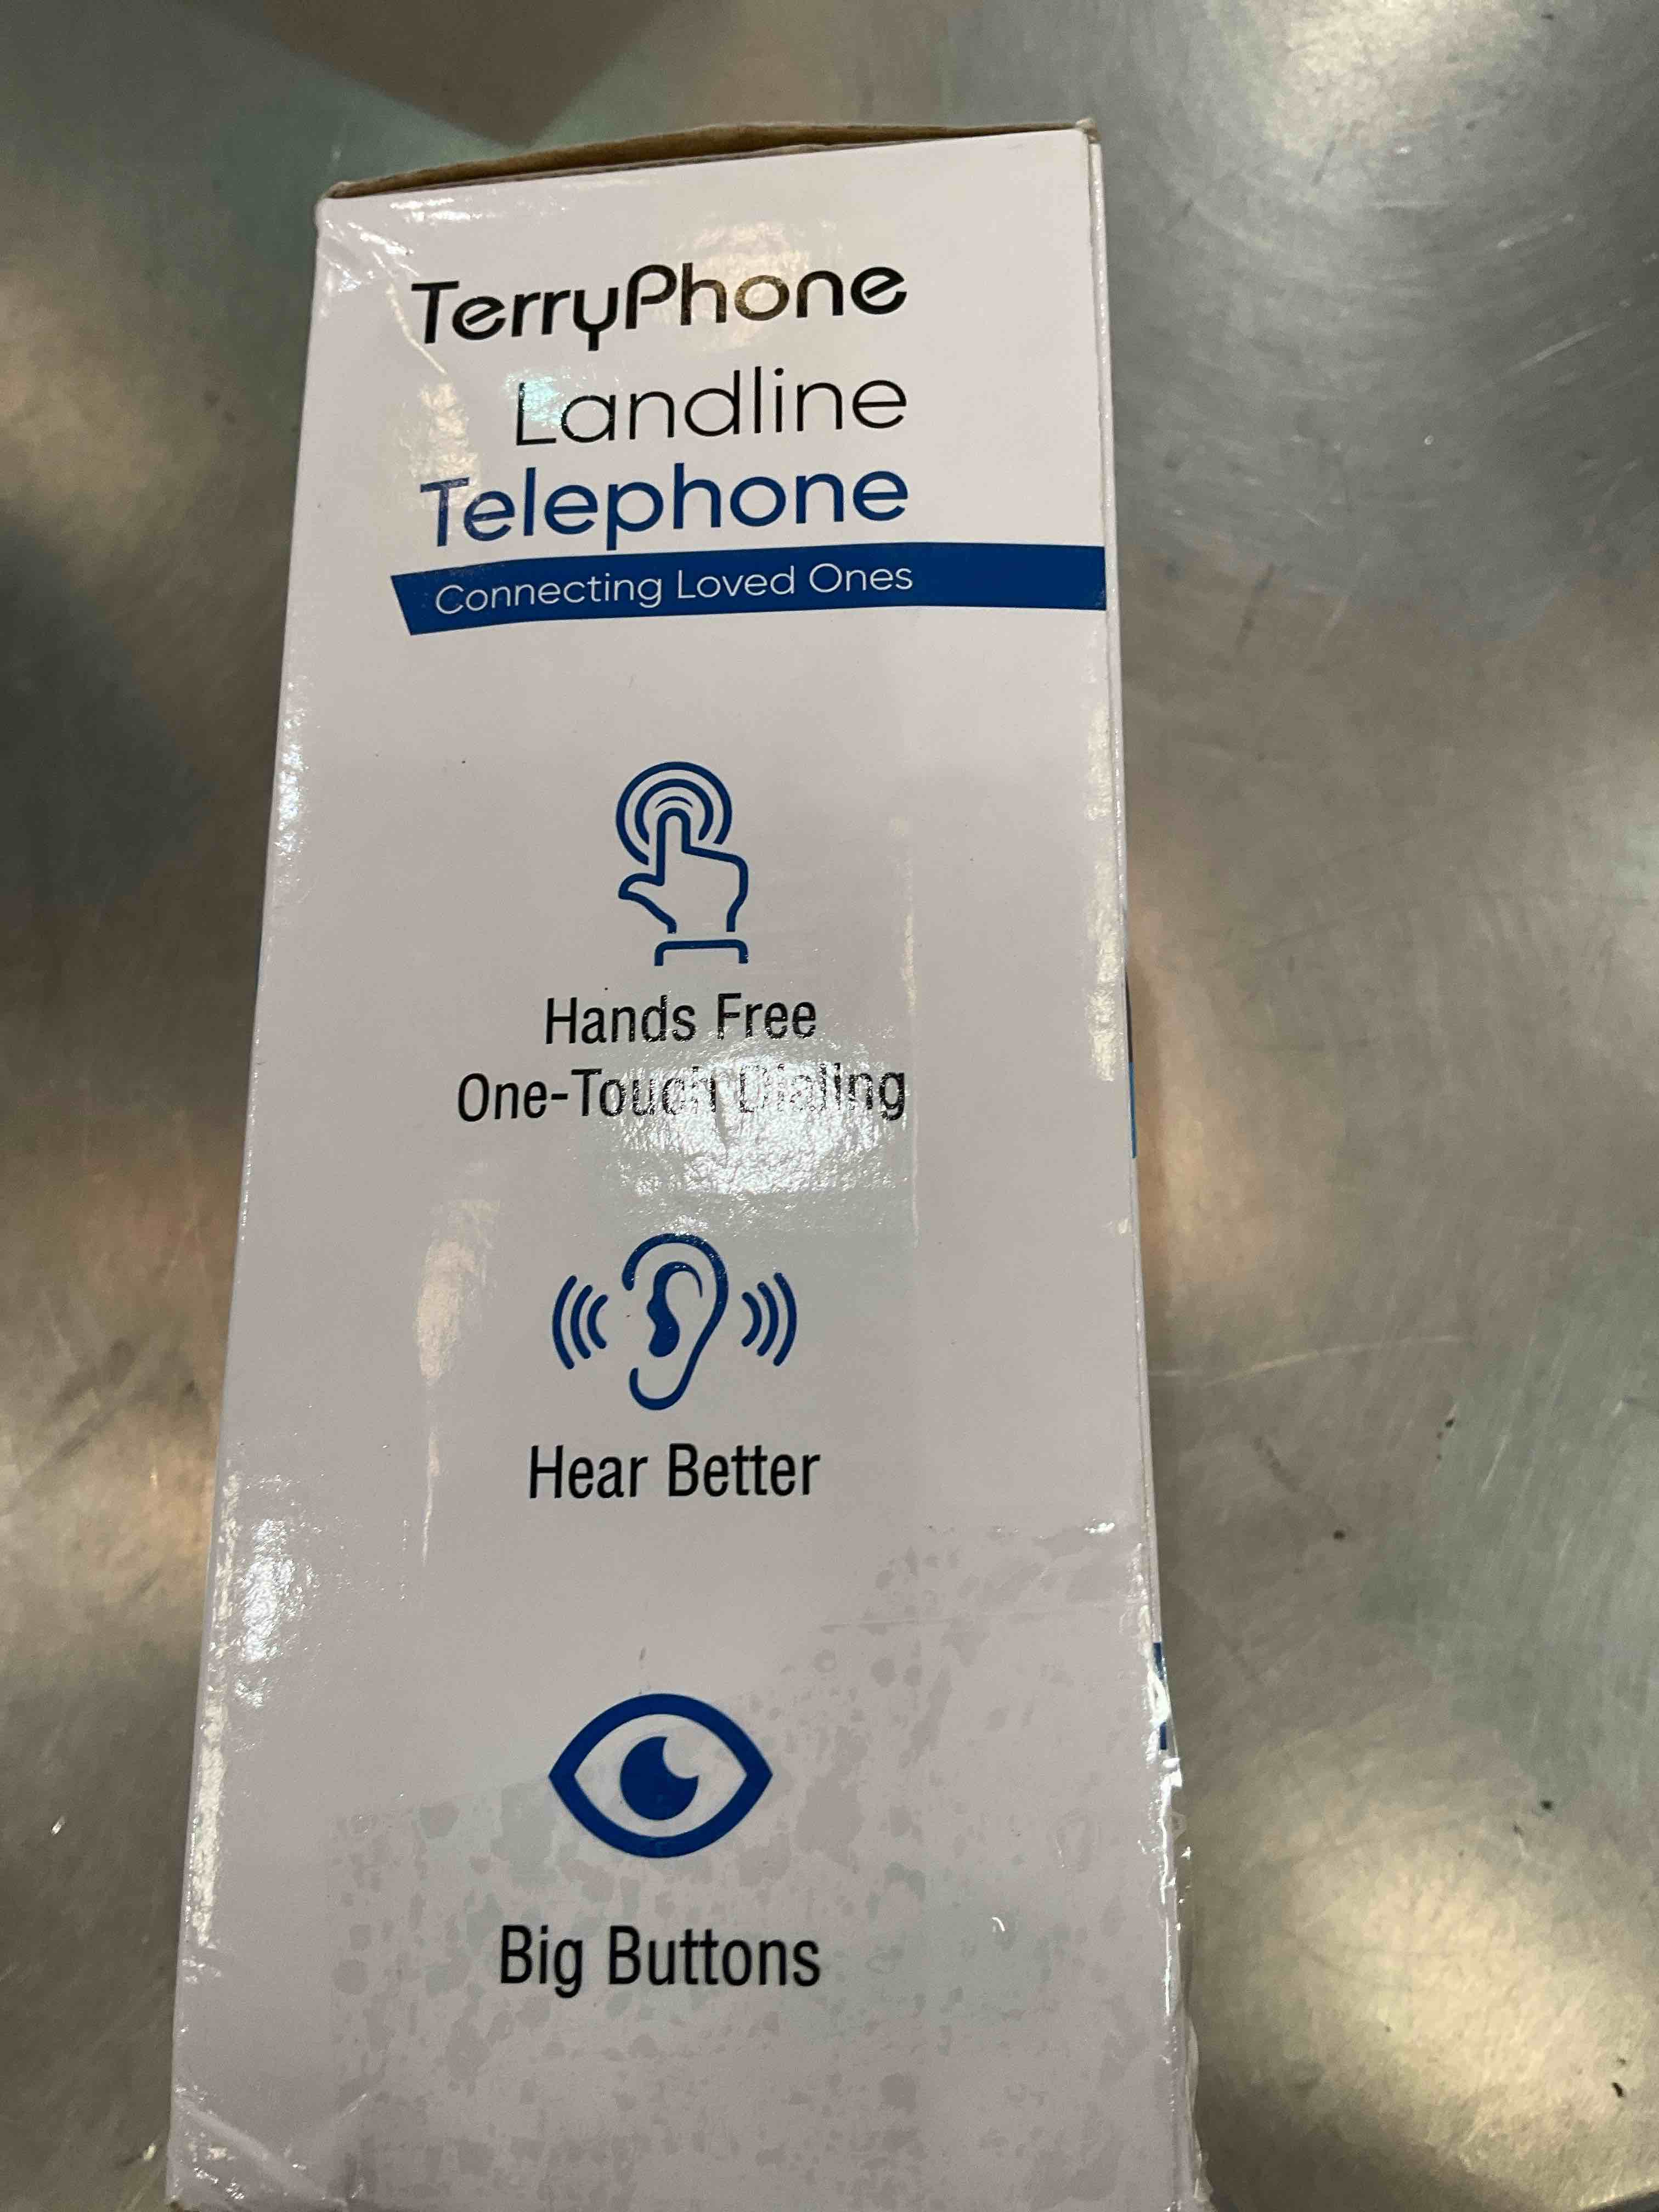 TerryPhone
Landline
Telephone
Connecting Loved Ones
Hands Free
One-Touch Dialing
Hear Better
Big Buttons